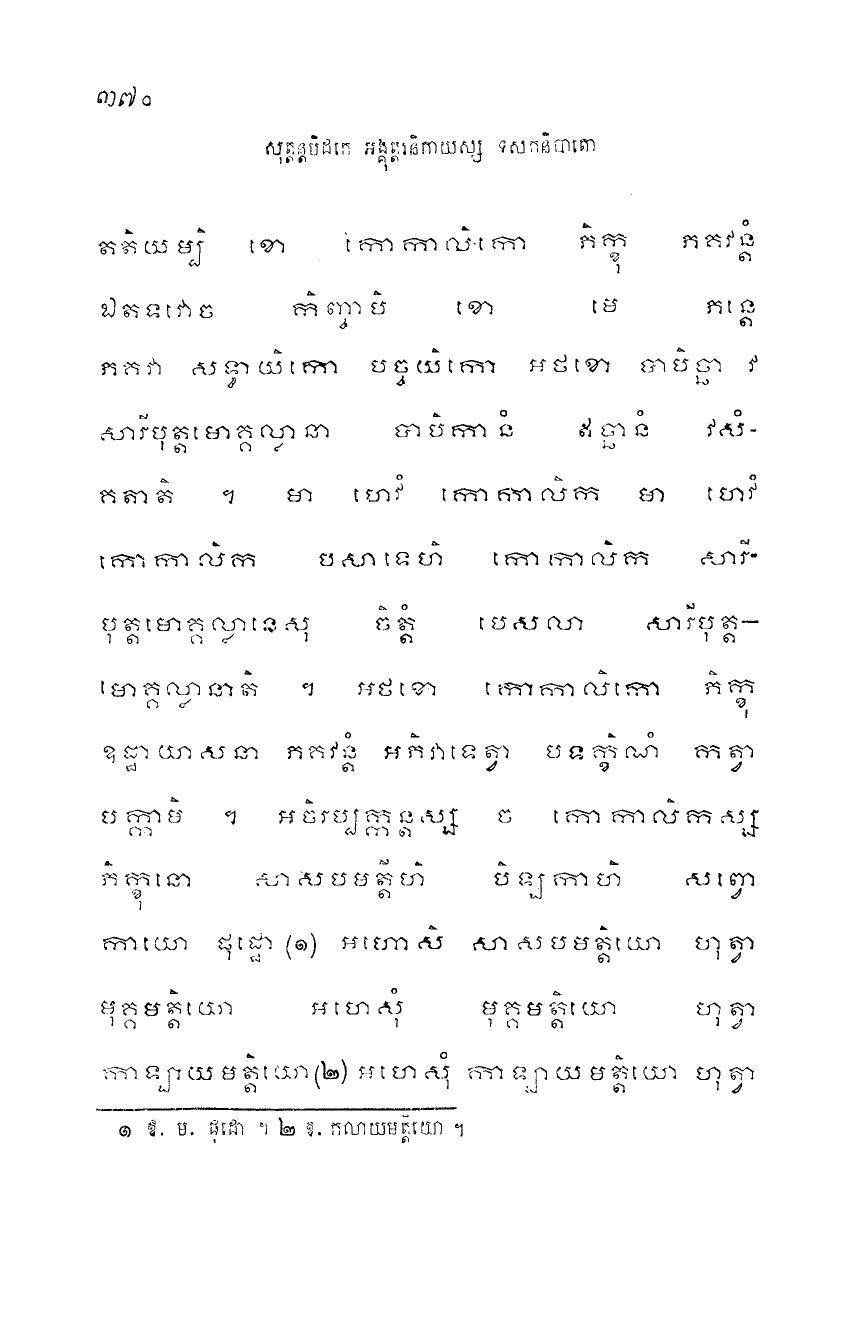 ៣៧០
សុត្តន្តបិដកេ អង្គុត្តរនិកាយស្ស ទសកនិបាតោ
តតិយម្បិ ខោ កោកាលិកោ ភិក្ខុ ភគវន្តំ
ឯតទវោច កិញ្ចាបិ ខោ មេ ភន្តេ
ភគវា សទ្ធាយិកោ បច្ចយិកោ អថខោ បាបិច្ឆា វ
សារីបុត្តមោគ្គល្លានា បាបិកានំ ឥច្ឆានំ វសំ-
គតាតិ ។ មា ហេវំ កោកាលិក មា ហេវំ
កោកាលិក បសាទេហិ កោកាលិក សារី-
បុត្តមោគ្គល្លានេសុ ចិត្តំ បេសលា សារីបុត្ត-
មោគ្គល្លានាតិ ។ អថខោ កោកាលិកោ ភិក្ខុ
ឧដ្ឋាយាសនា ភគវន្តំ អភិវាទេត្វា បទក្ខិណំ កត្វា
បក្កាមិ ។ អចិរប្បក្កន្តស្ស ច កោកាលិកស្ស
ភិក្ខុនោ សាសបមត្តីហិ បិឡកាហិ សព្វោ
កាយោ ផុដ្ឋោ (១) អហោសិ សាសបមត្តិយោ ហុត្វា
មុគ្គមត្តិយោ អហេសុំ មុគ្គមត្តិយោ ហុត្វា
កាឡាយមត្តិយោ (២) អហេសុំ កាឡាយមត្តិយោ ហុត្វា
១ ឱ. ម. ផុដោ ។ ២ ឱ. កលាយមត្តិយោ ។